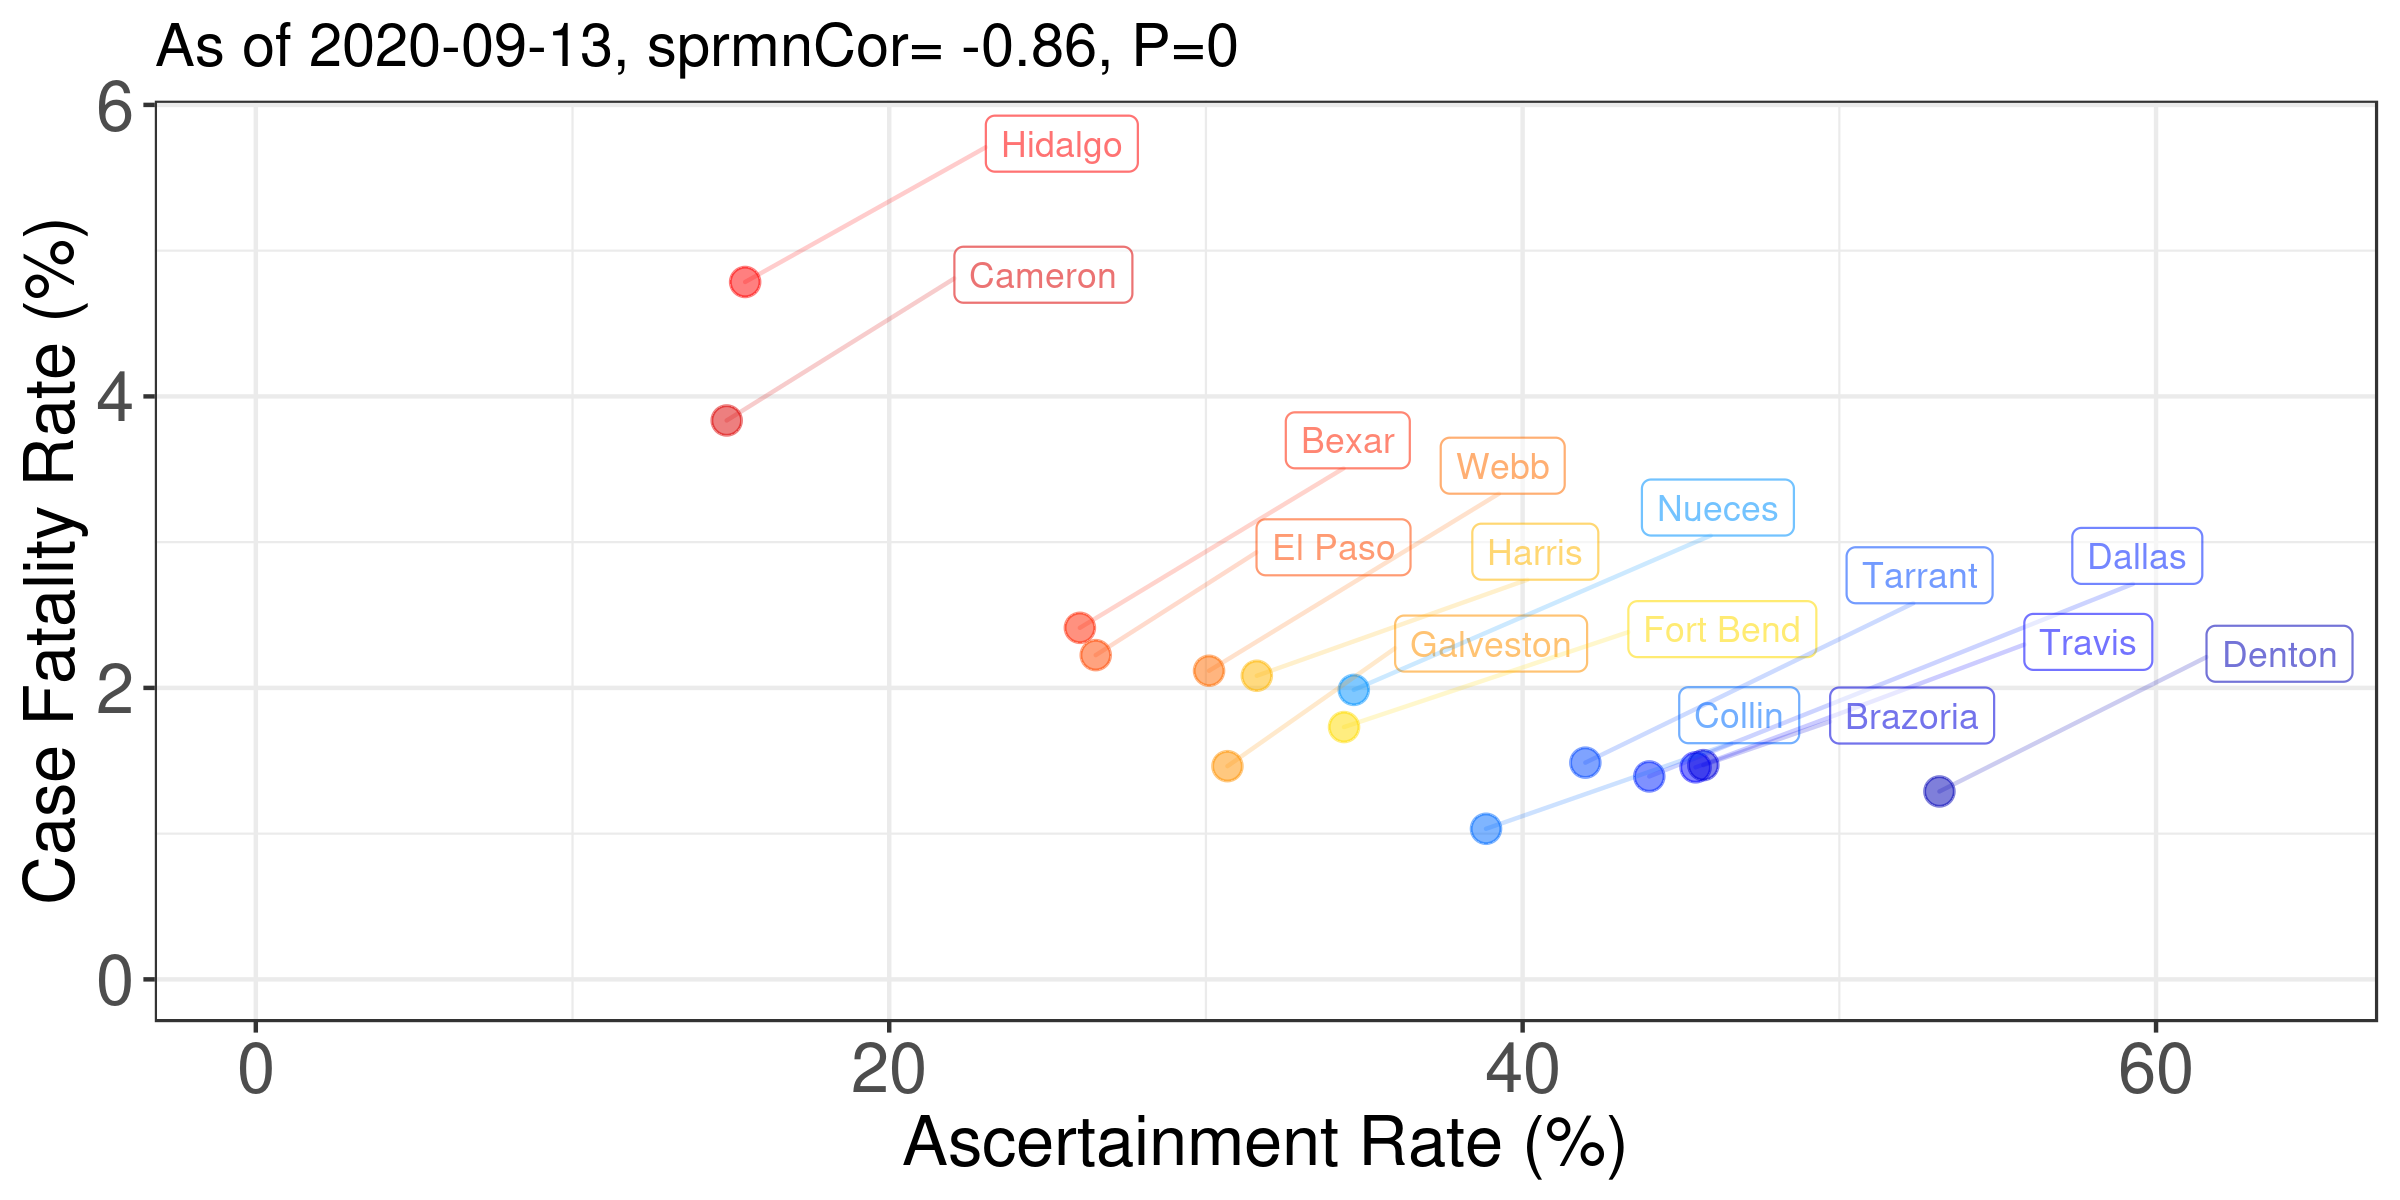 As of 2020-09-13, sprmnCor= -0.86, P=0
6
4
2
0
Case Fatality Rate (%)
Hidalgo
Cameron
Bexar
Webb
Nueces
El Paso
Harris
Dallas
Tarrant
Fort Bend
Galveston
Travis
Denton
Collin
Brazoria
0
20
40
60
Ascertainment Rate (%)